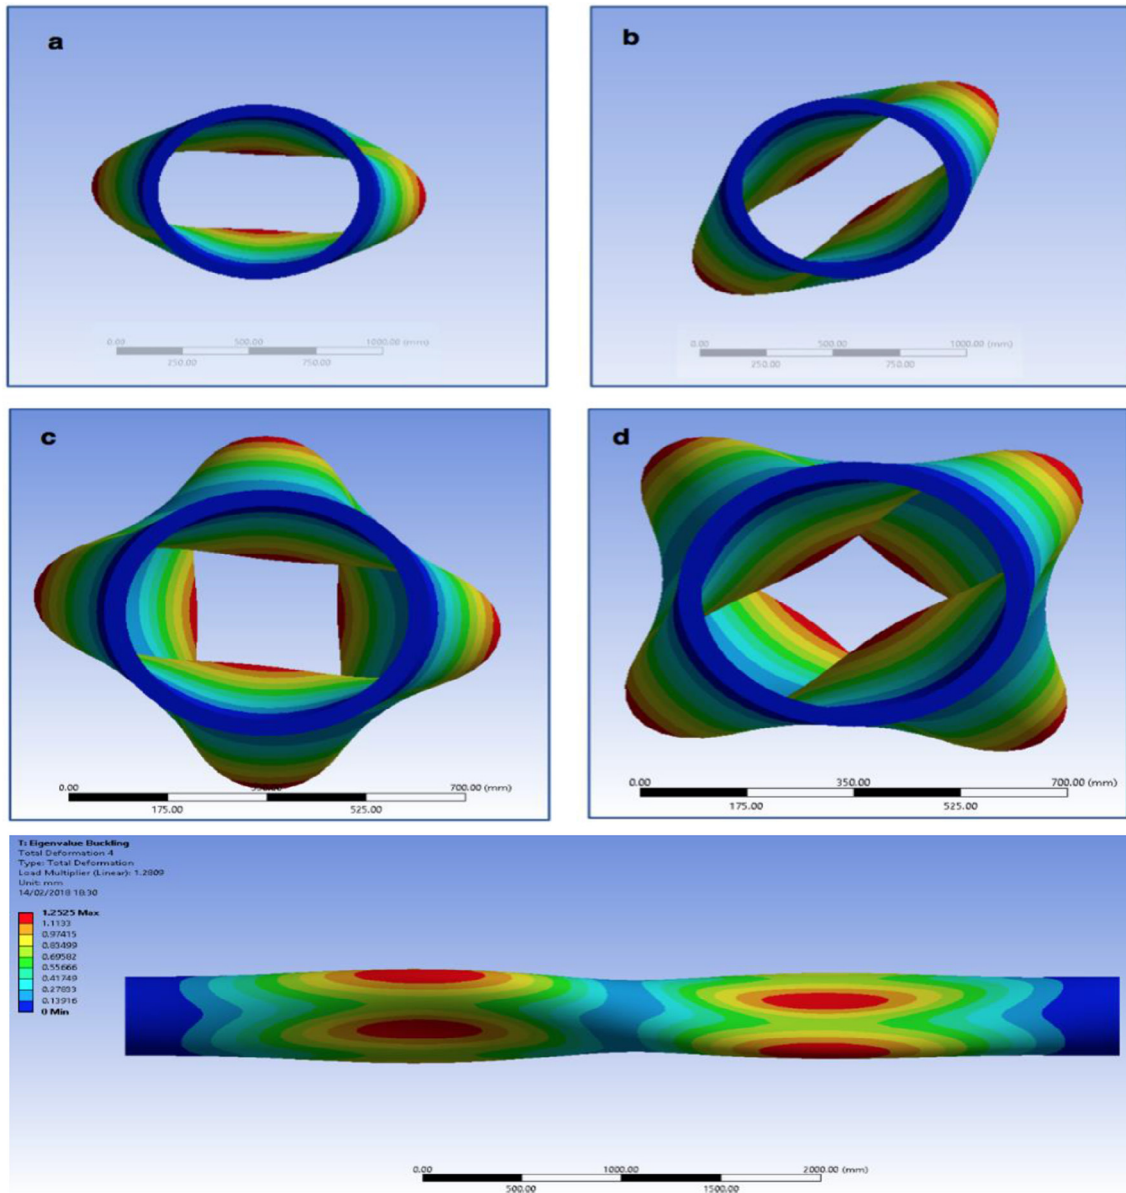 a
b
0.00 500.00 1000.00 (mm)
250.00 750.00
0.00 500.00 1000.00 (mm)
250.00 750.00
c
d
0.00 700.00 (mm)
175.00 525.00
0.00 350.00 700.00 (mm)
175.00 525.00
T: Eigenvalue Buckling
Total Deformation 4
Type: Total Deformation
Load Multiplier (Linear): 1.2809
Unit: mm
14/02/2018 18:30
1.2525 Max
1.1133
0.97415
0.83499
0.69582
0.55666
0.41749
0.27833
0.13916
0 Min
0.00 1000.00 2000.00 (mm)
500.00 1500.00